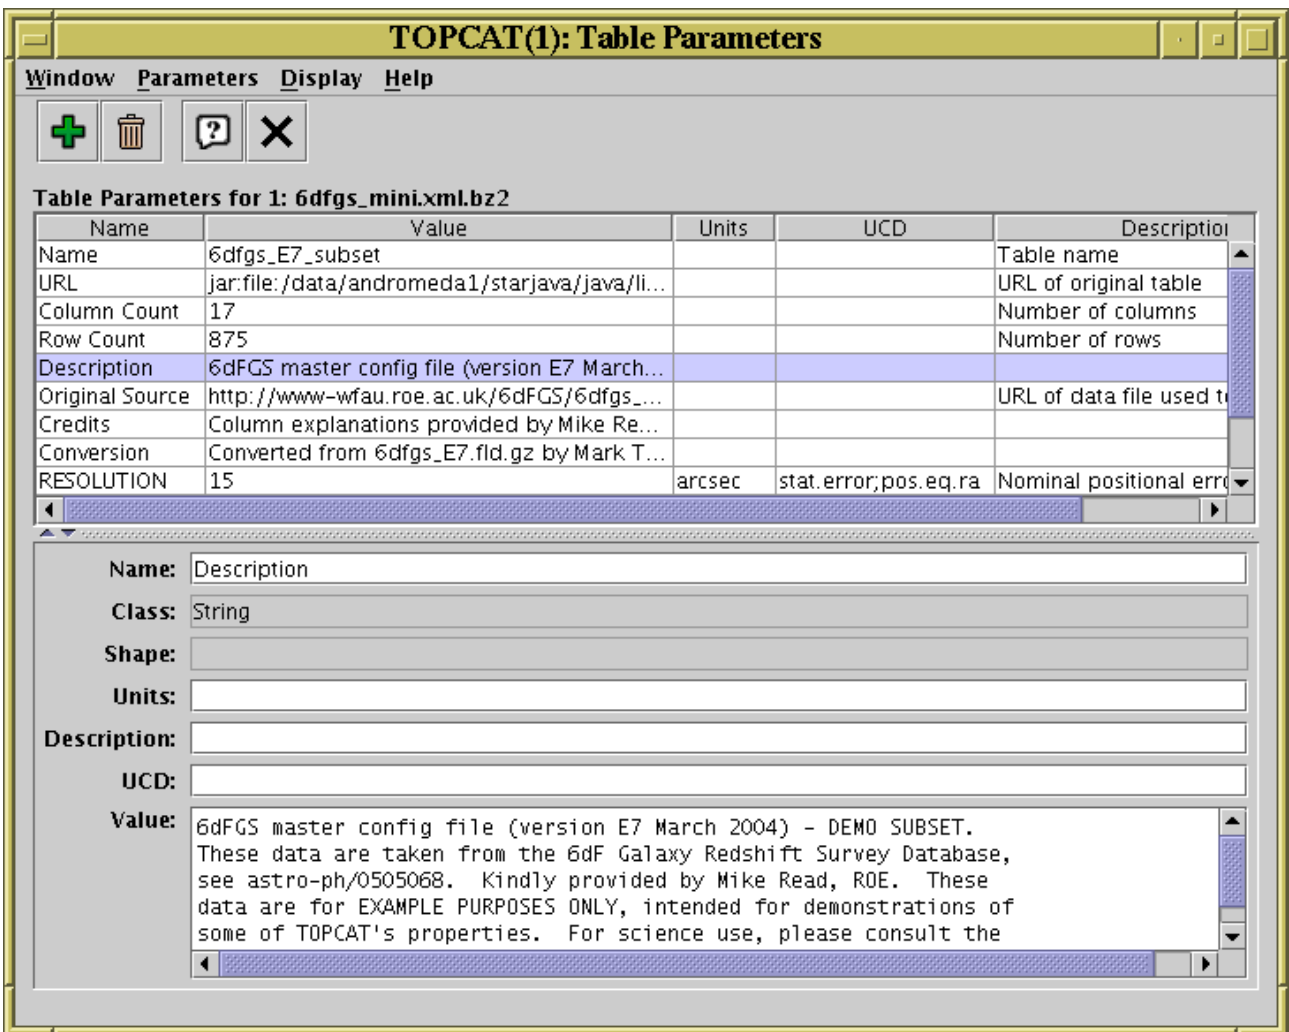 TOPCAT(1): Table Parameters
Window Parameters Display Help
Table Parameters for 1: 6dfgs_mini.xml.bz2
Name Value Units UCD Description
Name 6dfgs_E7_subset Table name
URL jar:file:/data/andromeda1/starjava/java/li... URL of original table
Column Count 17 Number of columns
Row Count 875 Number of rows
Description 6dFGS master config file (version E7 March...
Original Source http://www-wfau.roe.ac.uk/6dFGS/6dfgs_... URL of data file used t
Credits Column explanations provided by Mike Re...
Conversion Converted from 6dfgs_E7.fld.gz by Mark T...
RESOLUTION 15 arcsec stat.error;pos.eq.ra Nominal positional erro
Name: Description
Class: String
Shape:
Units:
Description:
UCD:
Value: 6dFGS master config file (version E7 March 2004) - DEMO SUBSET.
These data are taken from the 6dF Galaxy Redshift Survey Database,
see astro-ph/0505068. Kindly provided by Mike Read, ROE. These
data are for EXAMPLE PURPOSES ONLY, intended for demonstrations of
some of TOPCAT's properties. For science use, please consult the